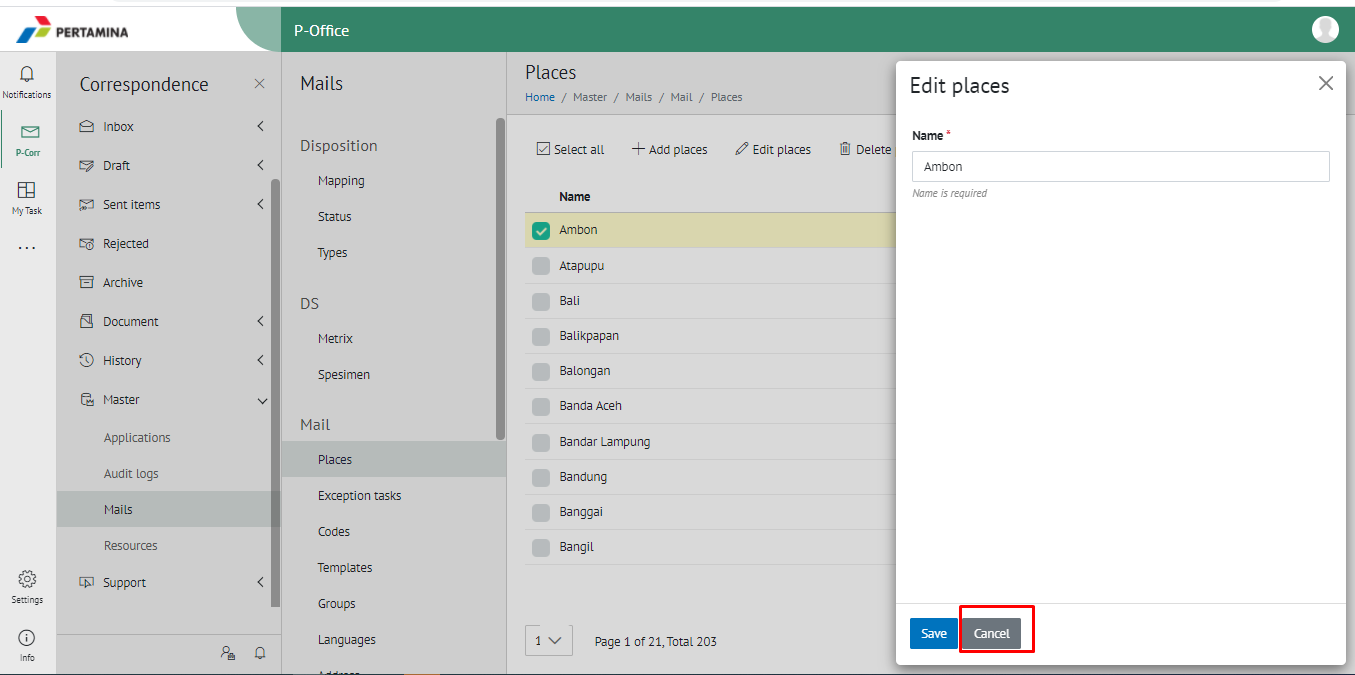 PERTAMINA
P-Office
Notifications
P-Corr
My Task
...
Settings
Info
Correspondence
Inbox
Draft
Sent items
Rejected
Archive
Document
History
Master
Applications
Audit logs
Mails
Resources
Support
Mails
Disposition
Mapping
Status
Types
DS
Metrix
Spesimen
Mail
Places
Exception tasks
Codes
Templates
Groups
Languages
Address
Places
Home / Master / Mails / Mail / Places
Select all Add places Edit places Delete
Name
Ambon
Atapupu
Bali
Balikpapan
Balongan
Banda Aceh
Bandar Lampung
Bandung
Banggai
Bangil
1 Page 1 of 21, Total 203
Edit places
Name *
Ambon
Name is required
Save Cancel